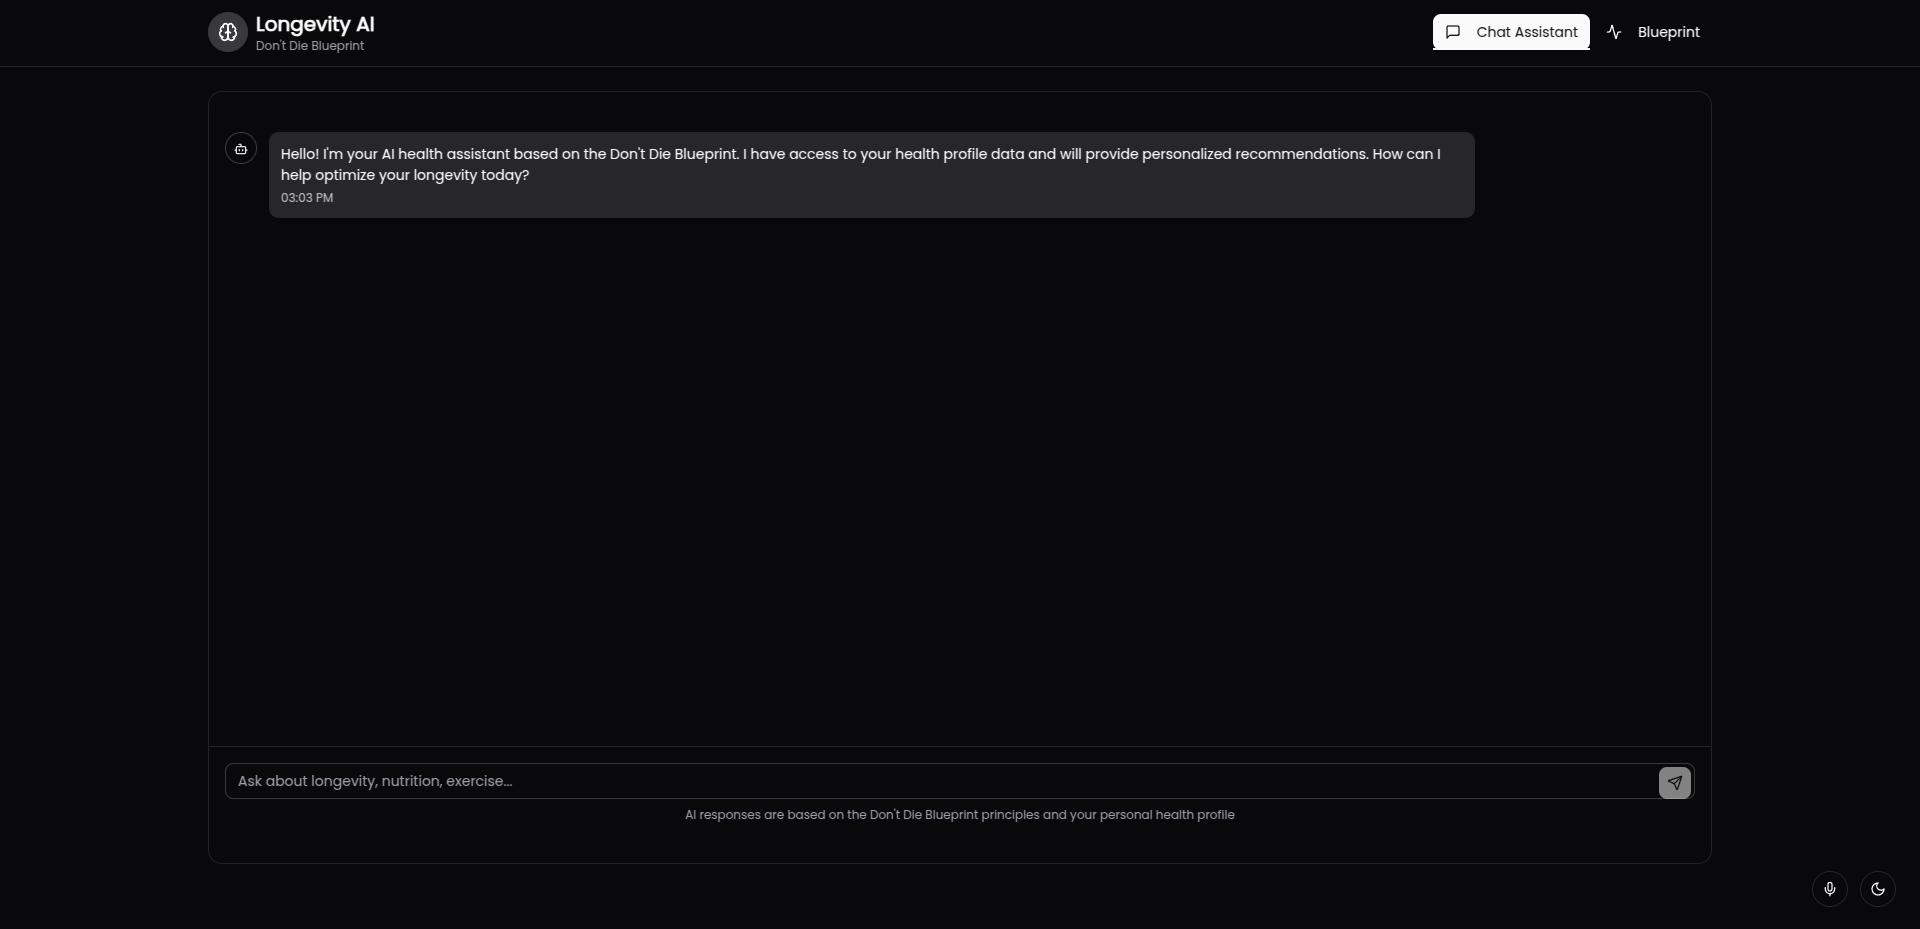 Longevity AI
Don't Die Blueprint
Chat Assistant
Blueprint
Hello! I'm your AI health assistant based on the Don't Die Blueprint. I have access to your health profile data and will provide personalized recommendations. How can I
help optimize your longevity today?
03:03 PM
Ask about longevity, nutrition, exercise...
AI responses are based on the Don't Die Blueprint principles and your personal health profile